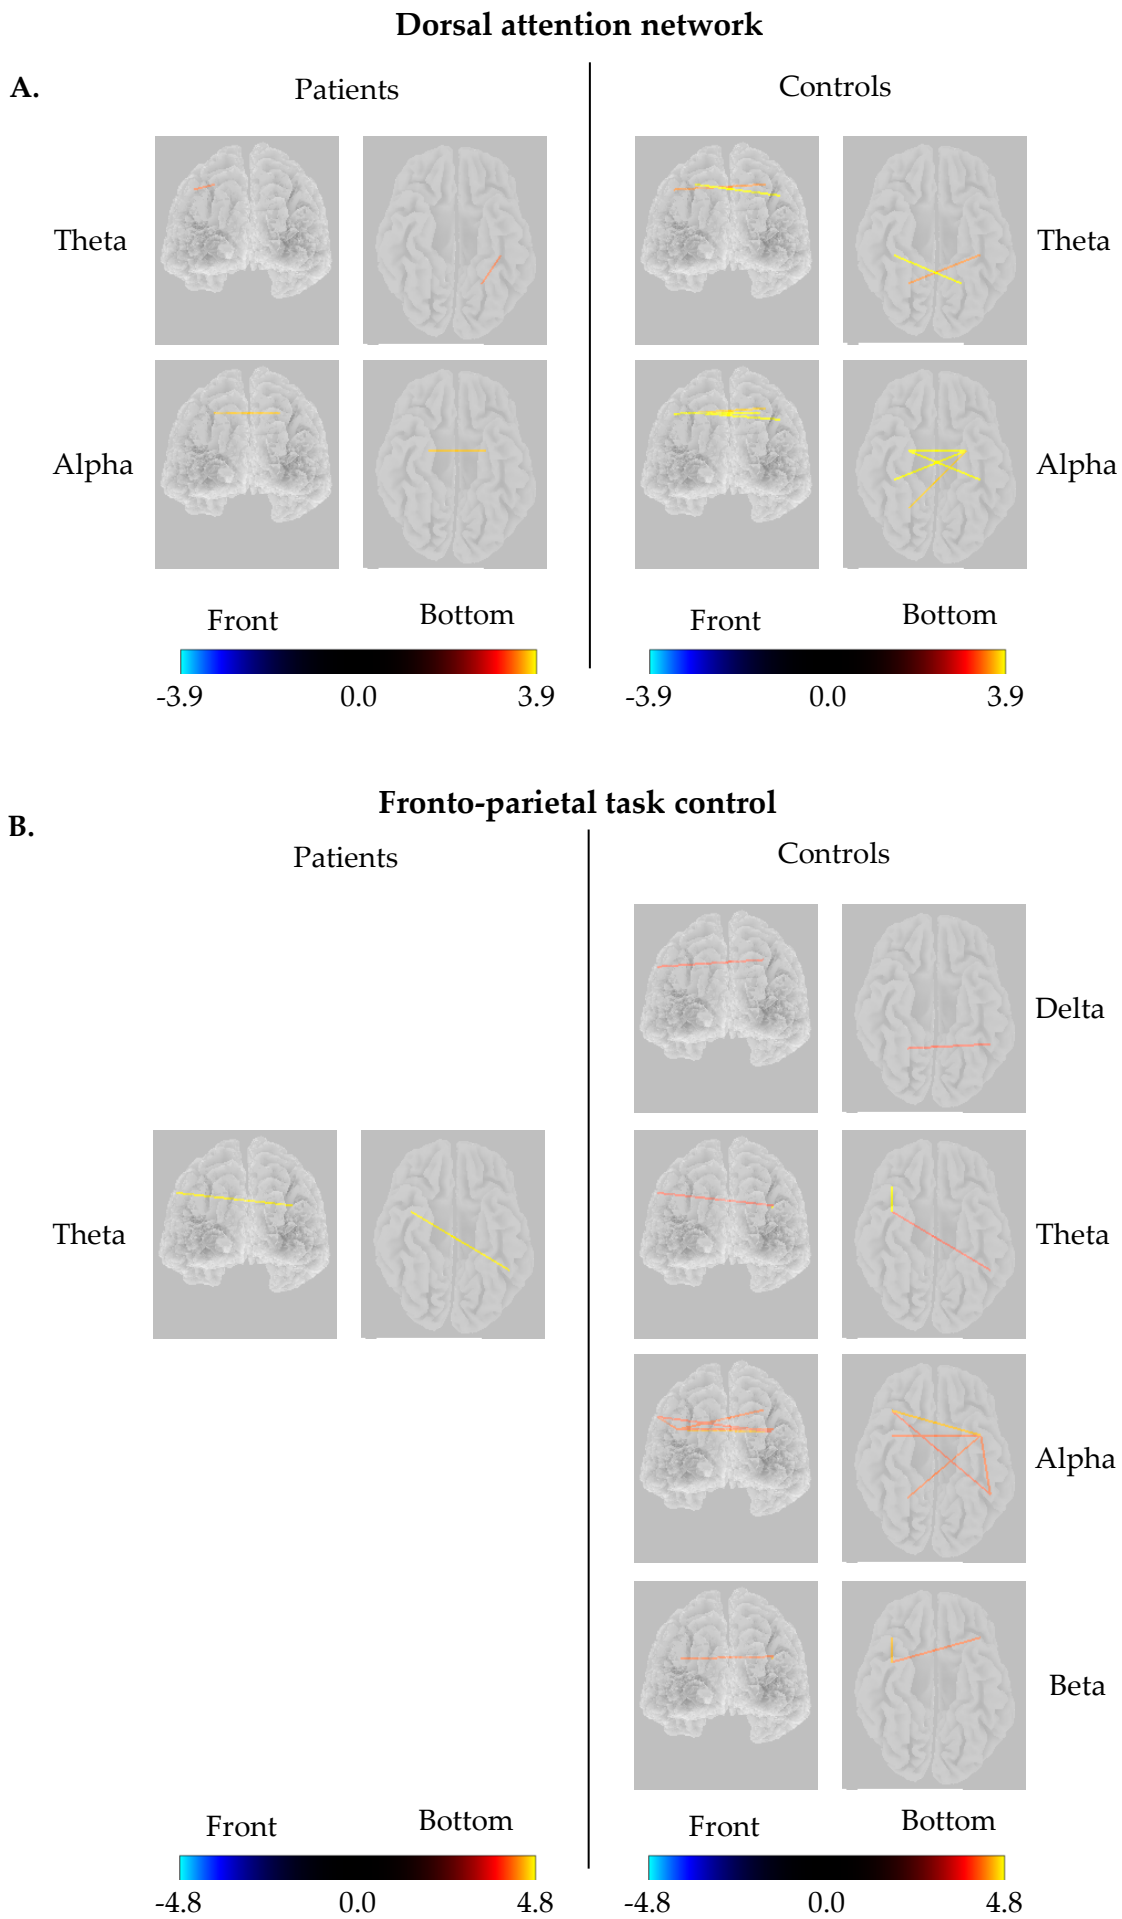 Dorsal attention network
A.
Patients
Controls
Theta
Theta
Alpha
Alpha
Front
Bottom
Front
Bottom
-3.9
0.0
3.9
-3.9
0.0
3.9
Fronto-parietal task control
B.
Patients
Controls
Delta
Theta
Theta
Alpha
Beta
Front
Bottom
Front
Bottom
-4.8
0.0
4.8
-4.8
0.0
4.8